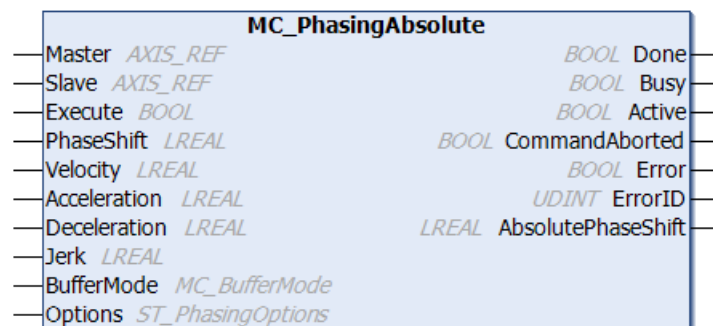 MC_PhasingAbsolute
Master AXIS_REF BOOL Done
Slave AXIS_REF BOOL Busy
Execute BOOL BOOL Active
PhaseShift LREAL BOOL CommandAborted
Velocity LREAL BOOL Error
Acceleration LREAL UDINT ErrorID
Deceleration LREAL LREAL AbsolutePhaseShift
Jerk LREAL
BufferMode MC_BufferMode
Options ST_PhasingOptions